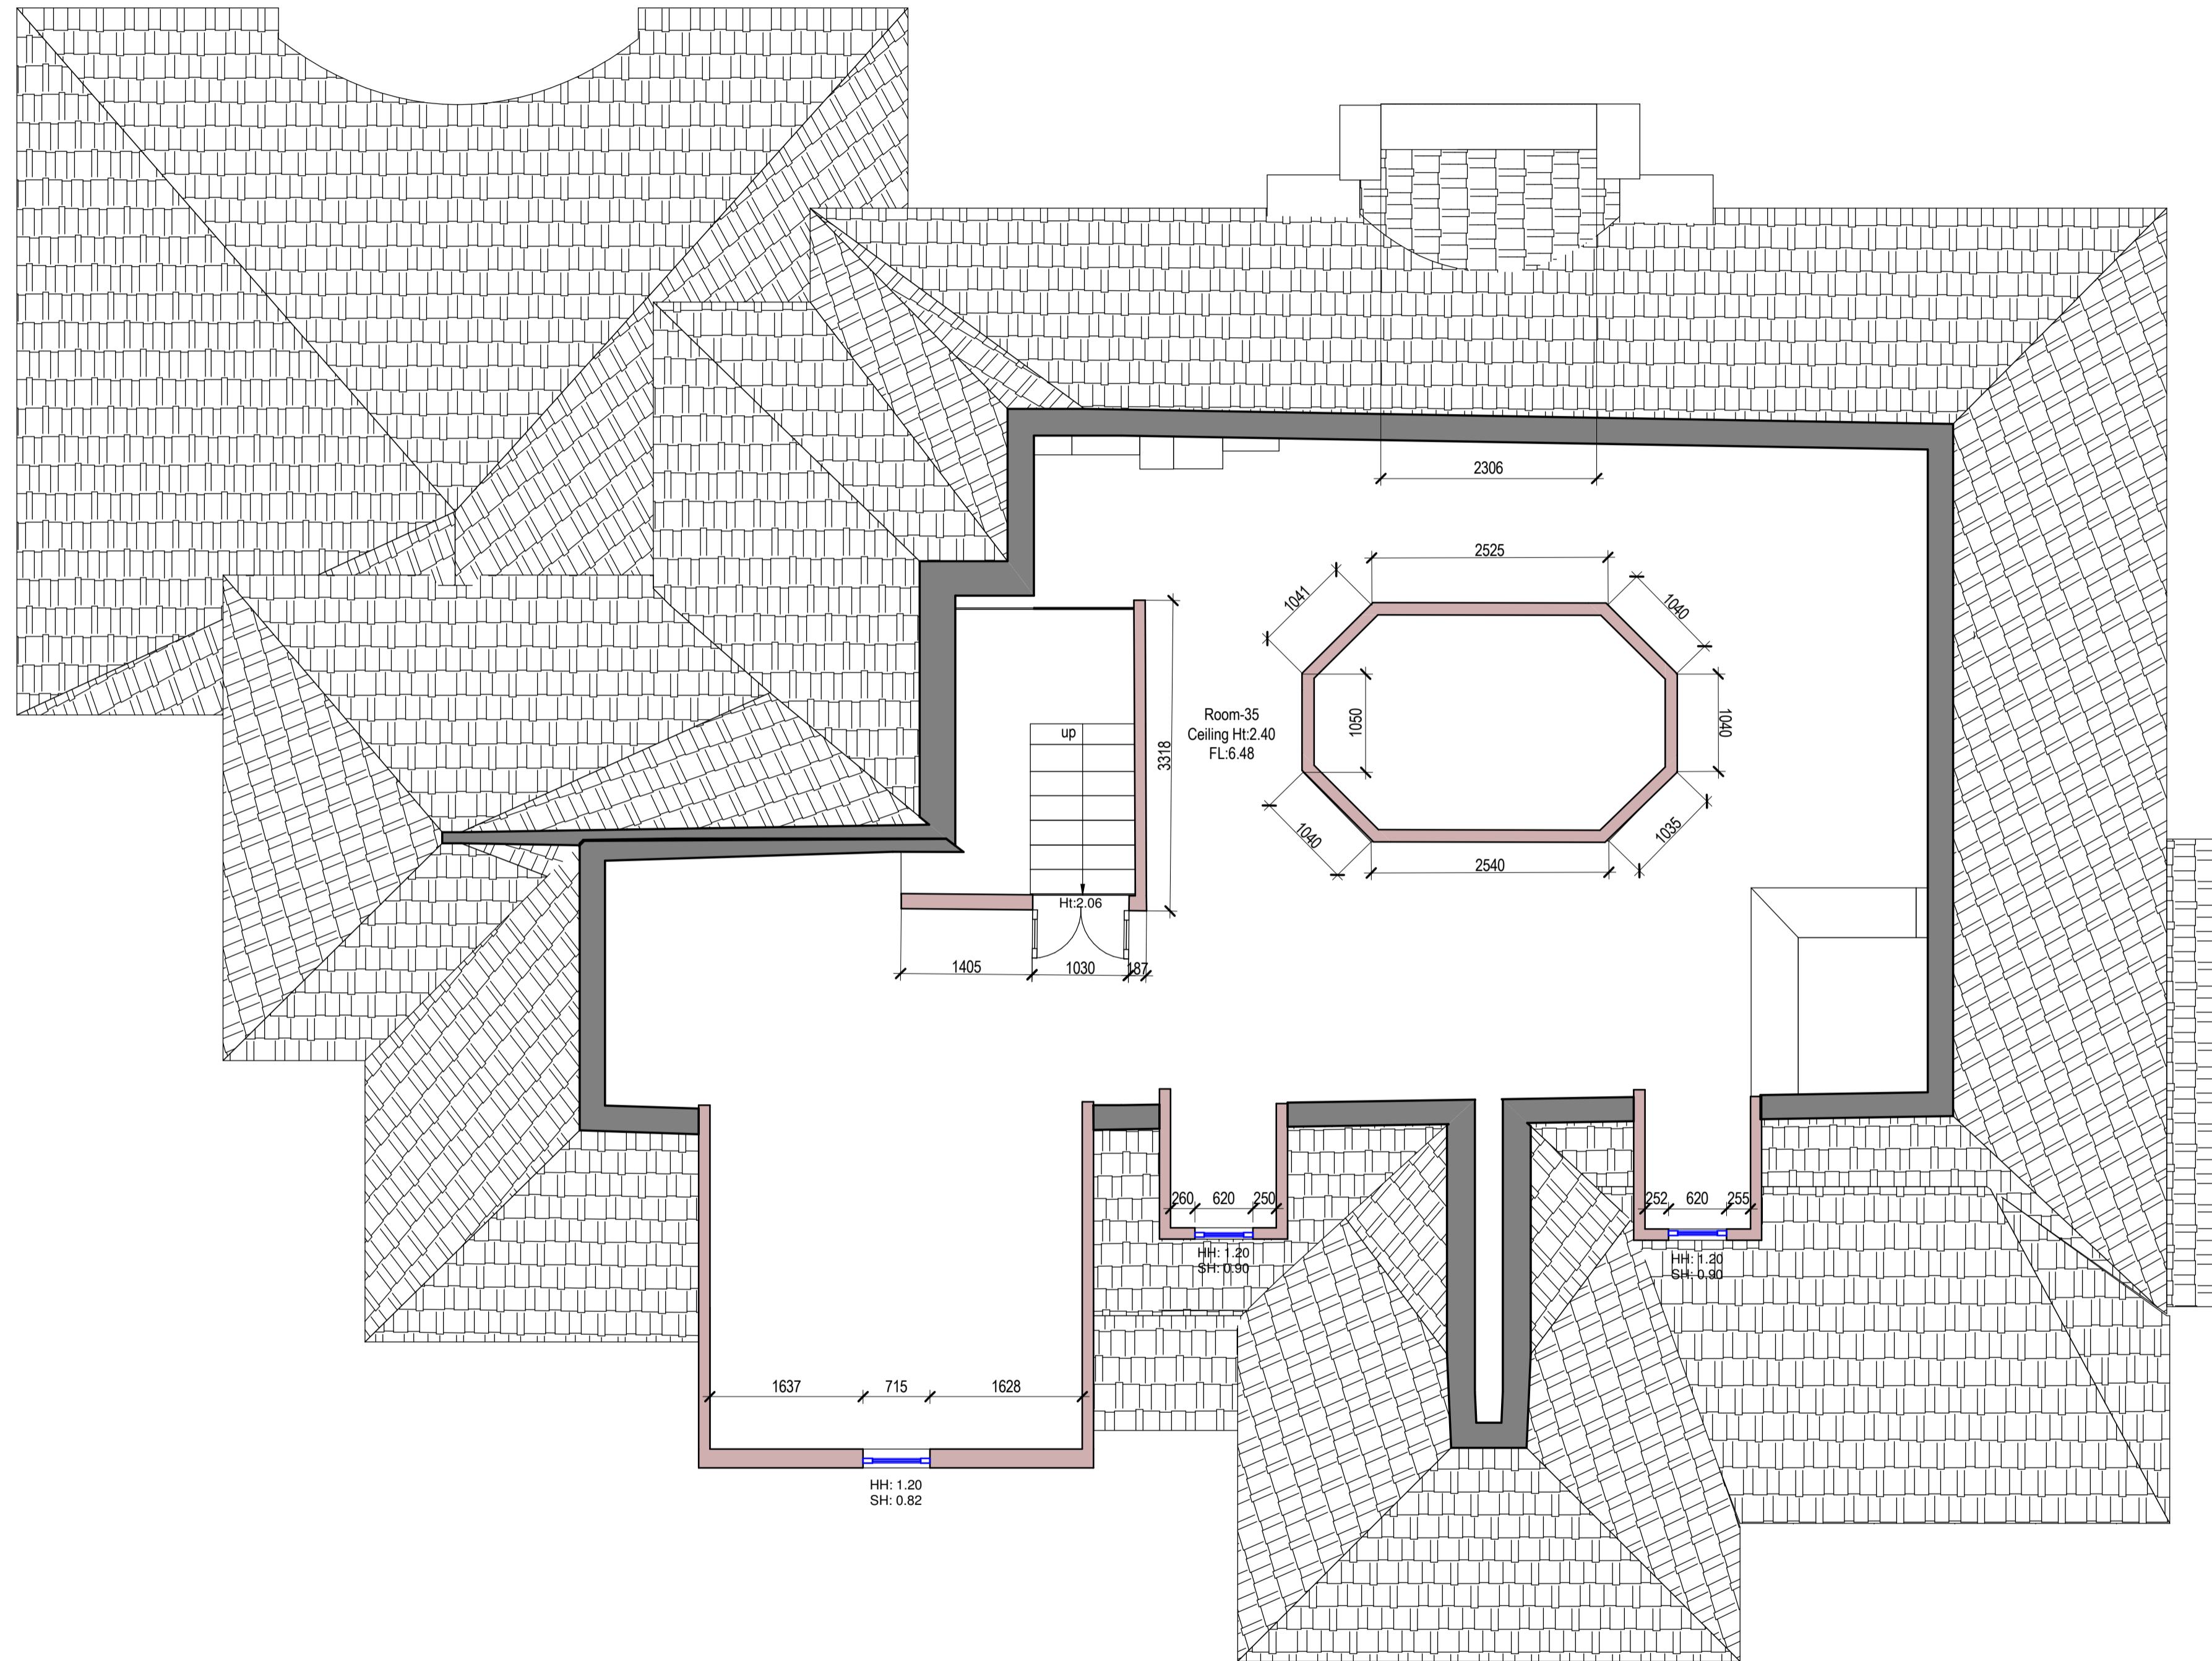 2306
2525
1041
1040
1050
1040
Room-35
Ceiling Ht:2.40
FL:6.48
up
3318
1040
1035
2540
Ht:2.06
1405
1030
187
260
620
250
HH: 1.20
SH: 0.90
252
620
255
HH: 1.20
SH: 0.90
1637
715
1628
HH: 1.20
SH: 0.82